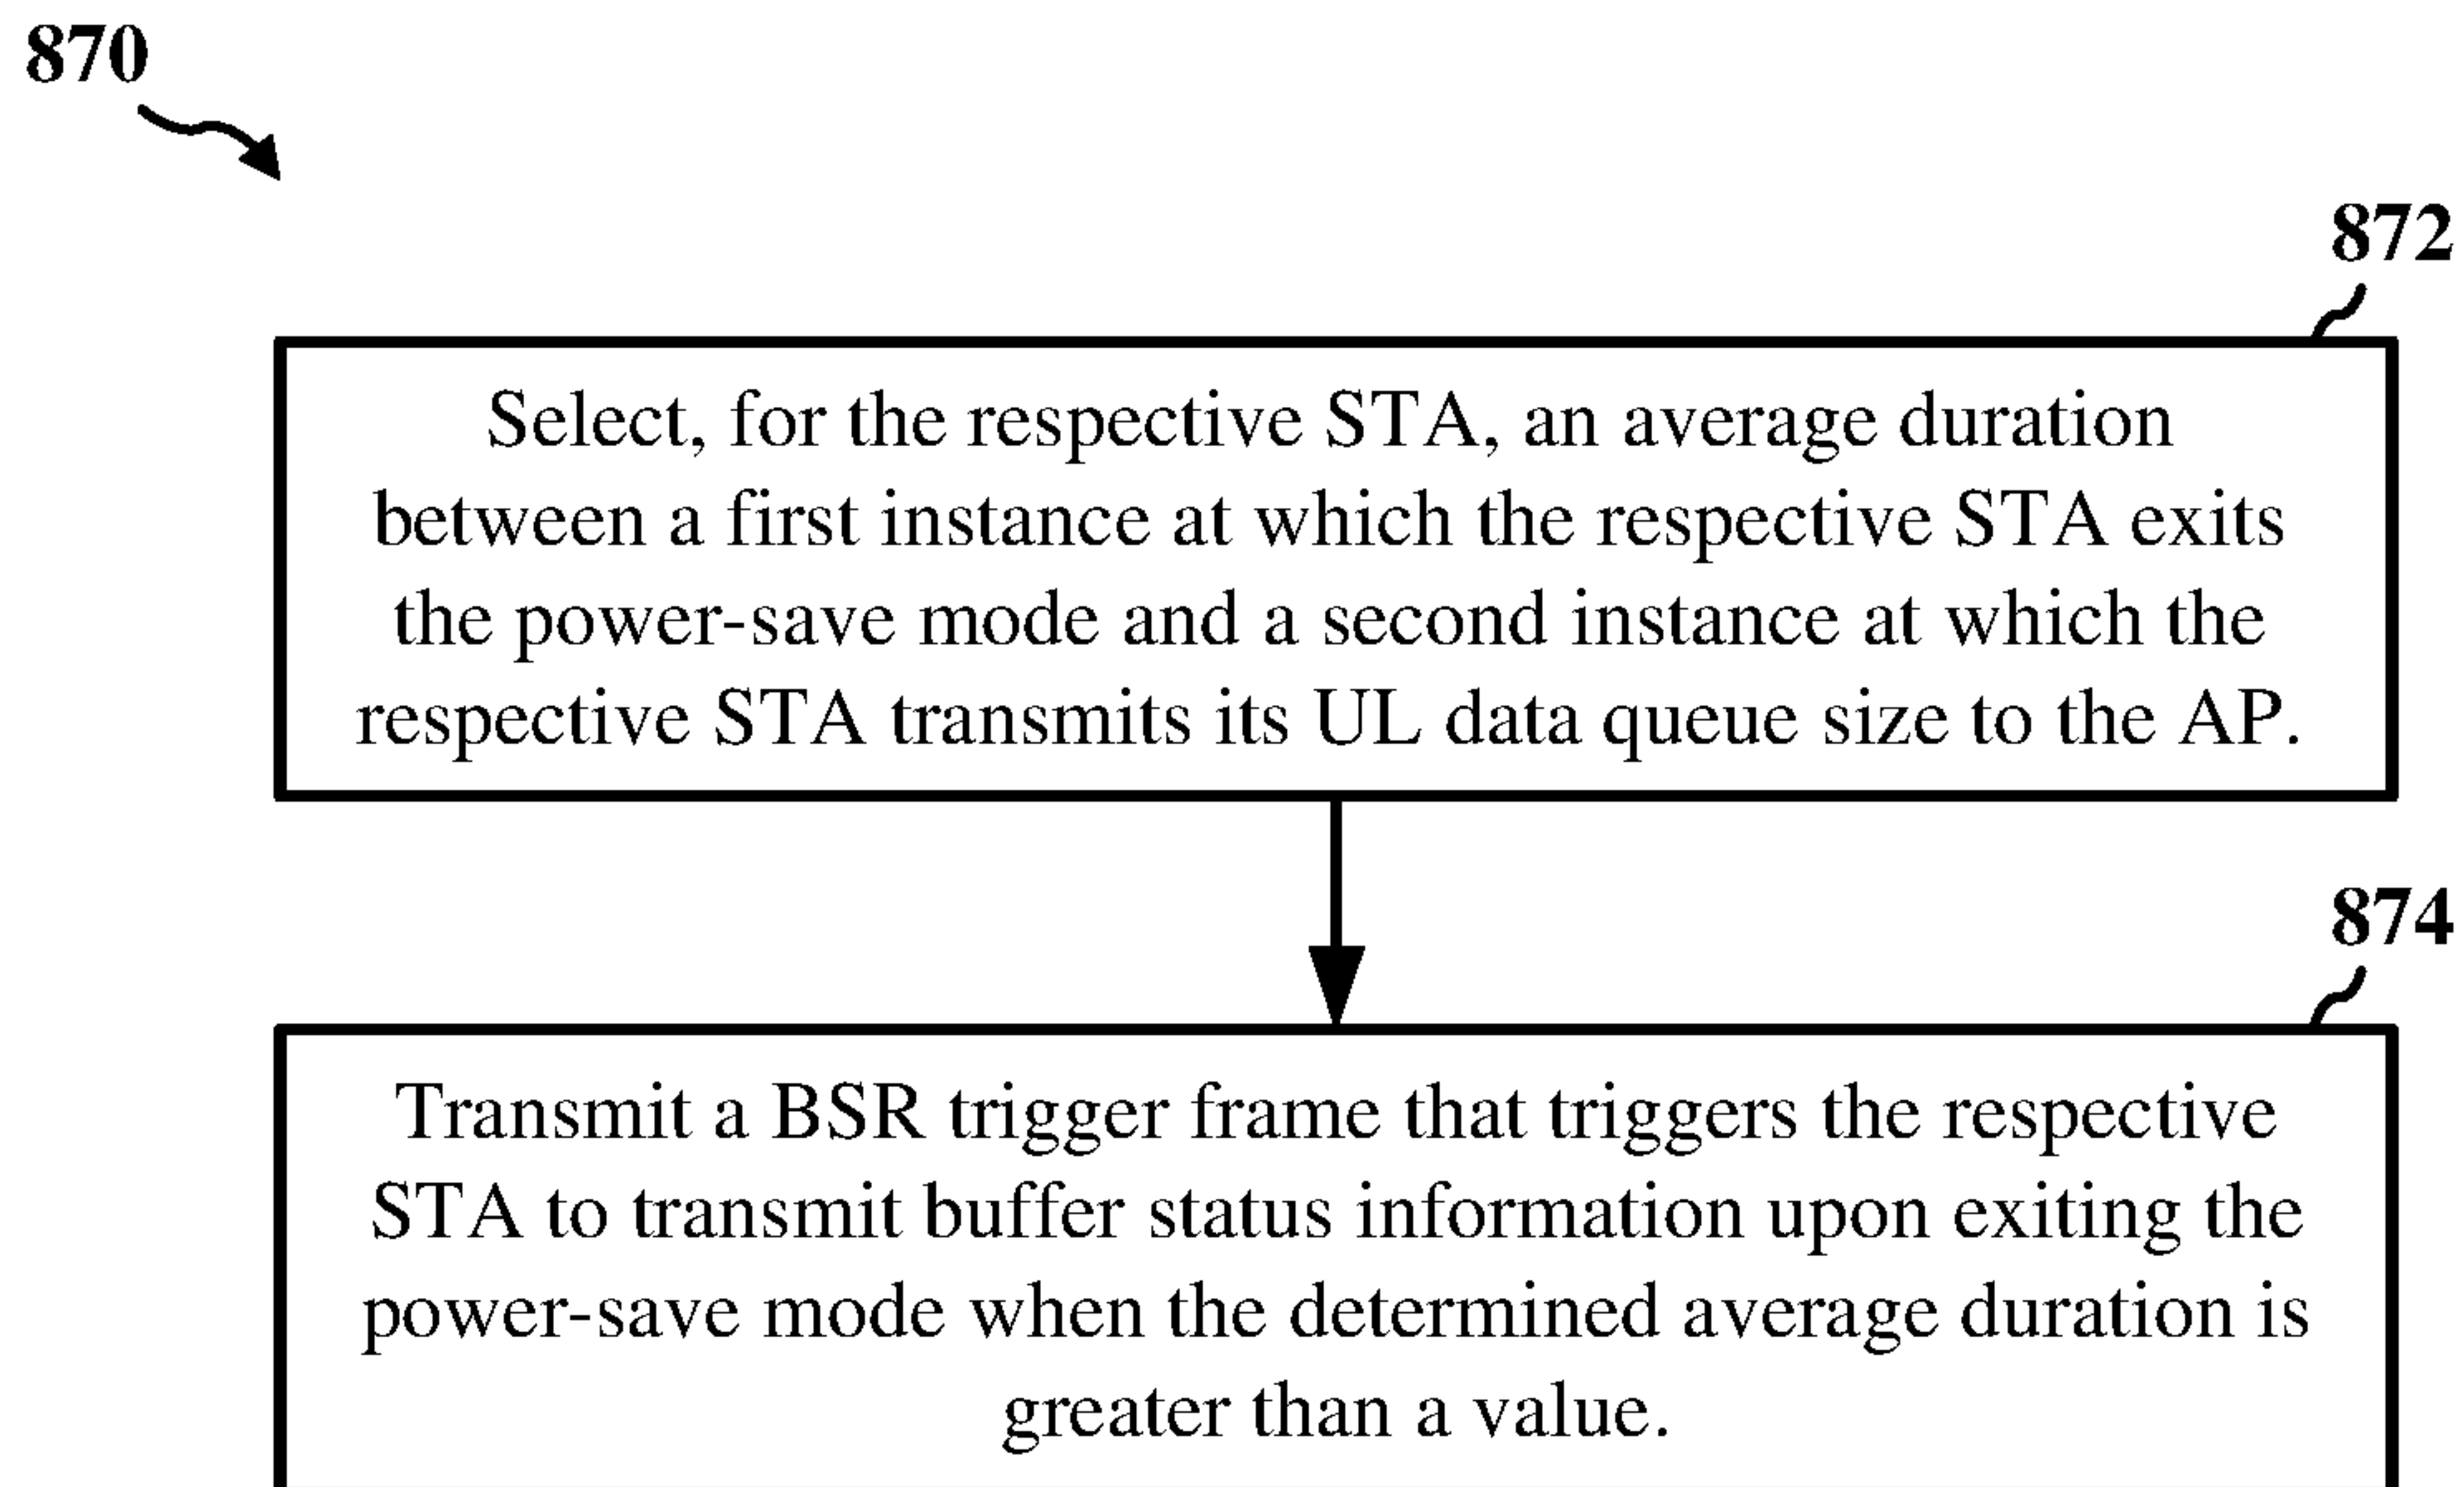 870
872
Select, for the respective STA, an average duration
between a first instance at which the respective STA exits
the power-save mode and a second instance at which the
respective STA transmits its UL data queue size to the AP.
874
Transmit a BSR trigger frame that triggers the respective
STA to transmit buffer status information upon exiting the
power-save mode when the determined average duration is
greater than a value.